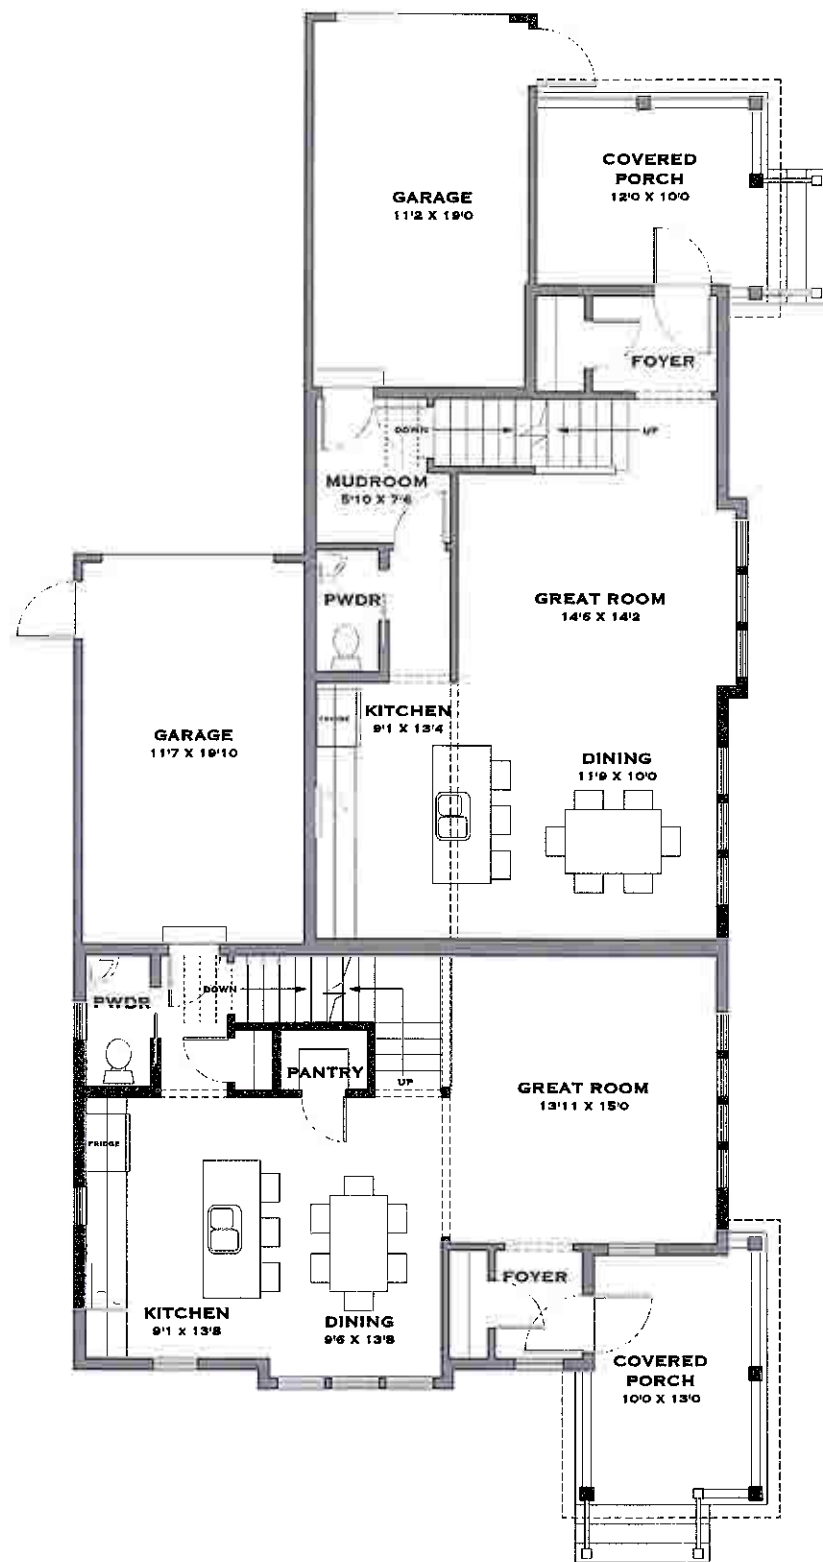 COVERED
PORCH
12'0 X 10'0
GARAGE
11'2 X 19'0
FOYER
DOWN
UP
MUDROOM
5'10 X 7'6
PWDR
GREAT ROOM
14'6 X 14'2
KITCHEN
9'1 X 13'4
FRIDGE
GARAGE
11'7 X 19'10
DINING
11'9 X 10'0
PWDR
DOWN
PANTRY
UP
GREAT ROOM
13'11 X 15'0
FRIDGE
FOYER
KITCHEN
9'1 X 13'8
DINING
9'6 X 13'8
COVERED
PORCH
10'0 X 13'0